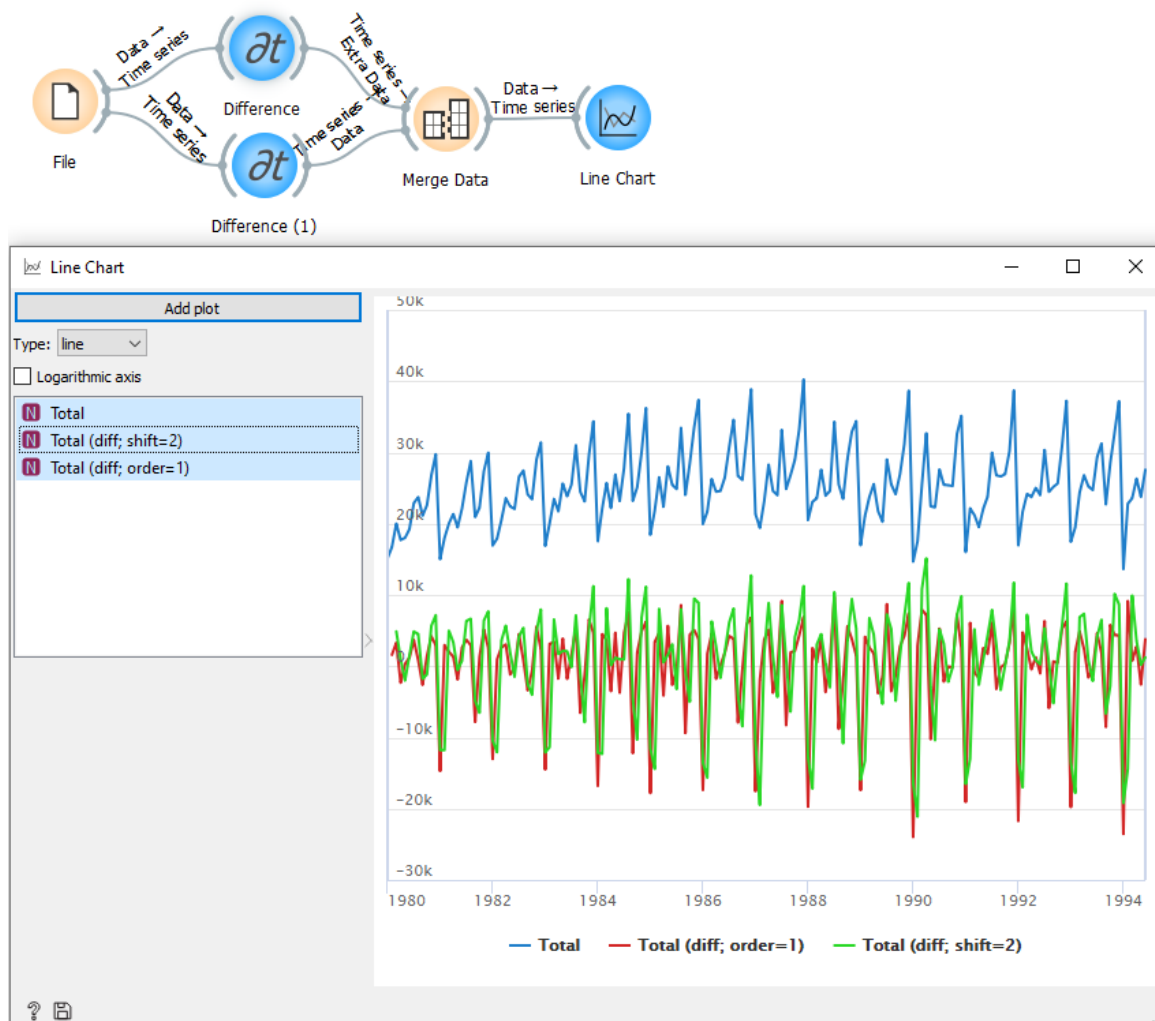 Data →
Time series
Time series →
Extra Data
Data →
Time series
Difference
Data →
Time series
Time series →
Data
File
Merge Data
Line Chart
Difference (1)
Line Chart
Add plot
Type: line
Logarithmic axis
N Total
N Total (diff; shift=2)
N Total (diff; order=1)
50k
40k
30k
20k
10k
0
-10k
-20k
-30k
1980 1982 1984 1986 1988 1990 1992 1994
Total Total (diff; order=1) Total (diff; shift=2)
?